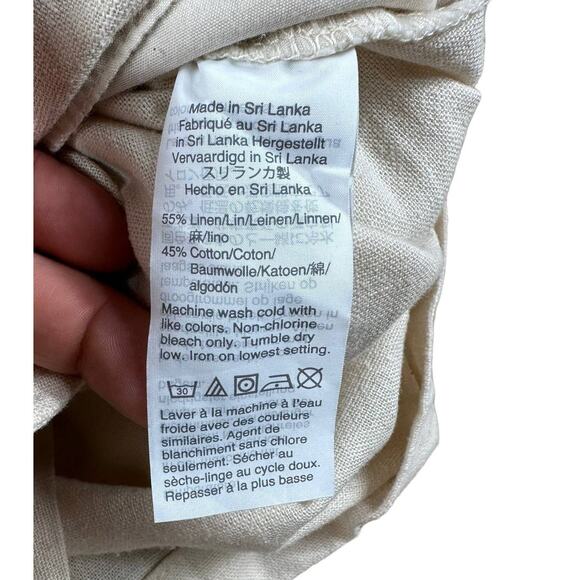 Made in Sri Lanka
Fabriqué au Sri Lanka
in Sri Lanka Hergestellt
Vervaardigd in Sri Lanka
スリランカ製
Hecho en Sri Lanka
55% Linen/Lin/Leinen/Linnen/
麻/lino
45% Cotton/Coton/
Baumwolle/Katoen/綿/
algodón
Machine wash cold with
like colors. Non-chlorine
bleach only. Tumble dry
low. Iron on lowest setting.
30
Laver à la machine à l'eau
froide avec des couleurs
similaires. Agent de
blanchiment sans chlore
seulement. Sécher au
sèche-linge au cycle doux.
Repasser à la plus basse